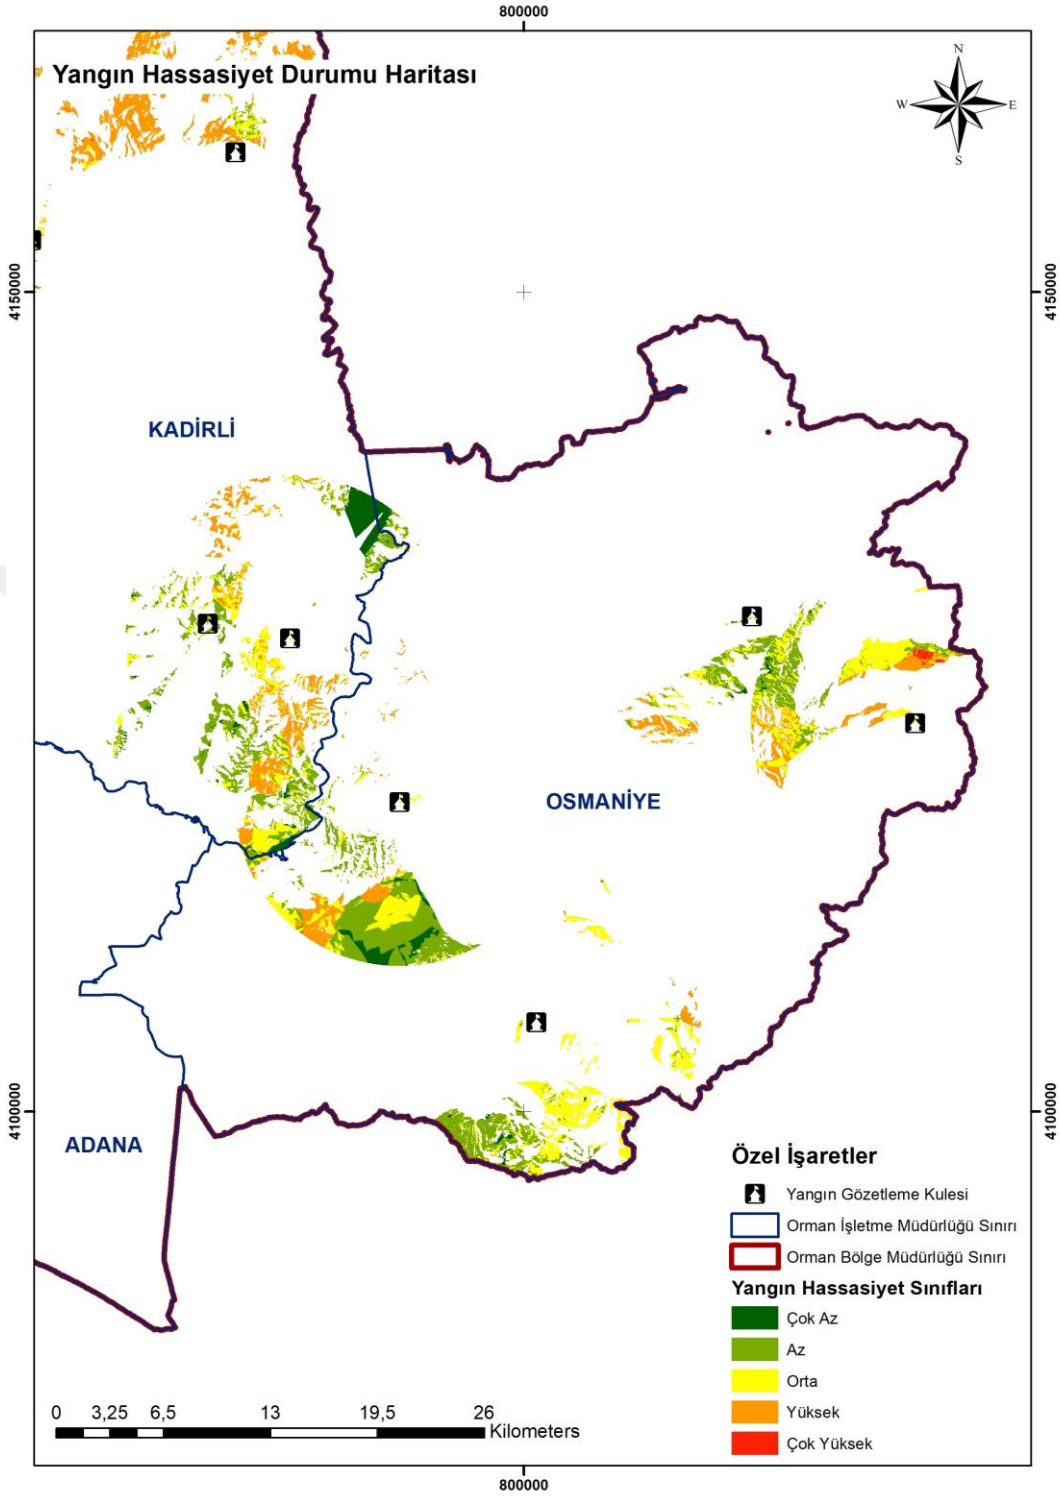 800000
Yangın Hassasiyet Durumu Haritası
N
W E
S
4150000 4150000
KADİRLİ
OSMANİYE
4100000 4100000
ADANA
Özel İşaretler
Yangın Gözetleme Kulesi
Orman İşletme Müdürlüğü Sınırı
Orman Bölge Müdürlüğü Sınırı
Yangın Hassasiyet Sınıfları
Çok Az
Az
Orta
Yüksek
Çok Yüksek
0 3,25 6,5 13 19,5 26
Kilometers
800000